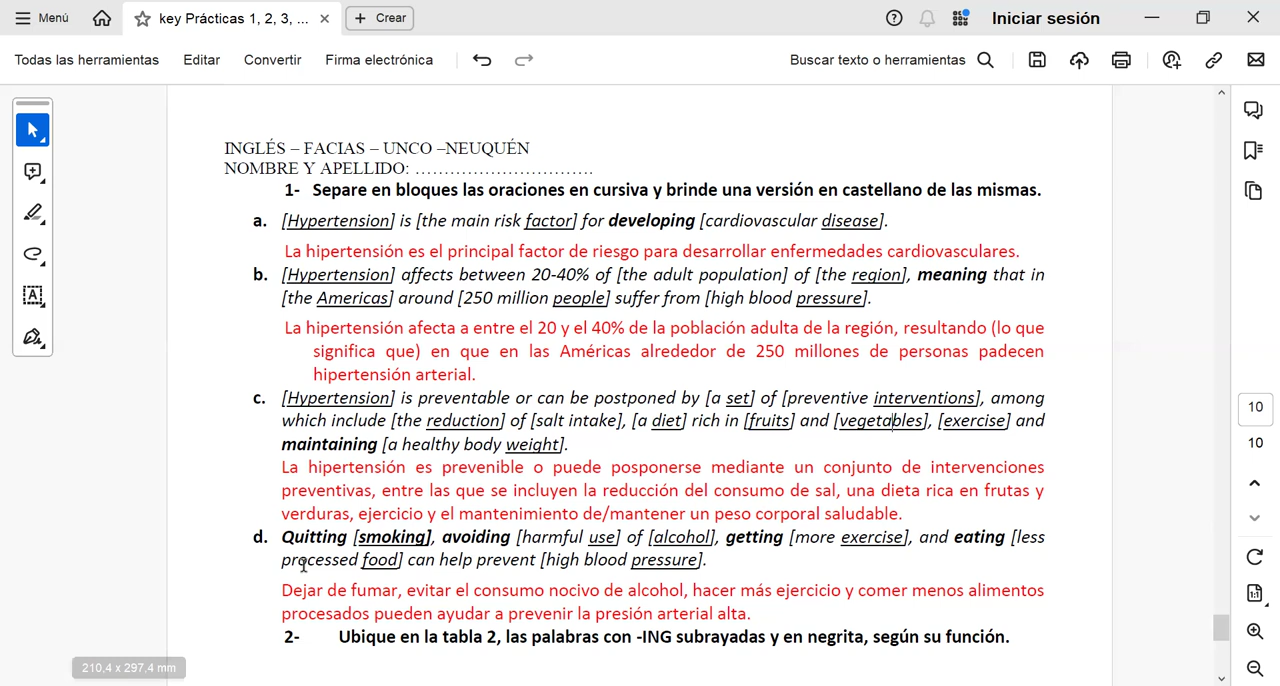 Menú
key Prácticas 1, 2, 3, ...
Crear
Iniciar sesión
Todas las herramientas
Editar
Convertir
Firma electrónica
Buscar texto o herramientas
INGLÉS – FACIAS – UNCO –NEUQUÉN
NOMBRE Y APELLIDO: ................................
1- Separe en bloques las oraciones en cursiva y brinde una versión en castellano de las mismas.
a. [Hypertension] is [the main risk factor] for developing [cardiovascular disease].
La hipertensión es el principal factor de riesgo para desarrollar enfermedades cardiovasculares.
b. [Hypertension] affects between 20-40% of [the adult population] of [the region], meaning that in
[the Americas] around [250 million people] suffer from [high blood pressure].
La hipertensión afecta a entre el 20 y el 40% de la población adulta de la región, resultando (lo que
significa que) en que en las Américas alrededor de 250 millones de personas padecen
hipertensión arterial.
c. [Hypertension] is preventable or can be postponed by [a set] of [preventive interventions], among
which include [the reduction] of [salt intake], [a diet] rich in [fruits] and [vegetables], [exercise] and
maintaining [a healthy body weight].
La hipertensión es prevenible o puede posponerse mediante un conjunto de intervenciones
preventivas, entre las que se incluyen la reducción del consumo de sal, una dieta rica en frutas y
verduras, ejercicio y el mantenimiento de/mantener un peso corporal saludable.
d. Quitting [smoking], avoiding [harmful use] of [alcohol], getting [more exercise], and eating [less
processed food] can help prevent [high blood pressure].
Dejar de fumar, evitar el consumo nocivo de alcohol, hacer más ejercicio y comer menos alimentos
procesados pueden ayudar a prevenir la presión arterial alta.
2- Ubique en la tabla 2, las palabras con -ING subrayadas y en negrita, según su función.
210,4 x 297,4 mm
10
10
1:1